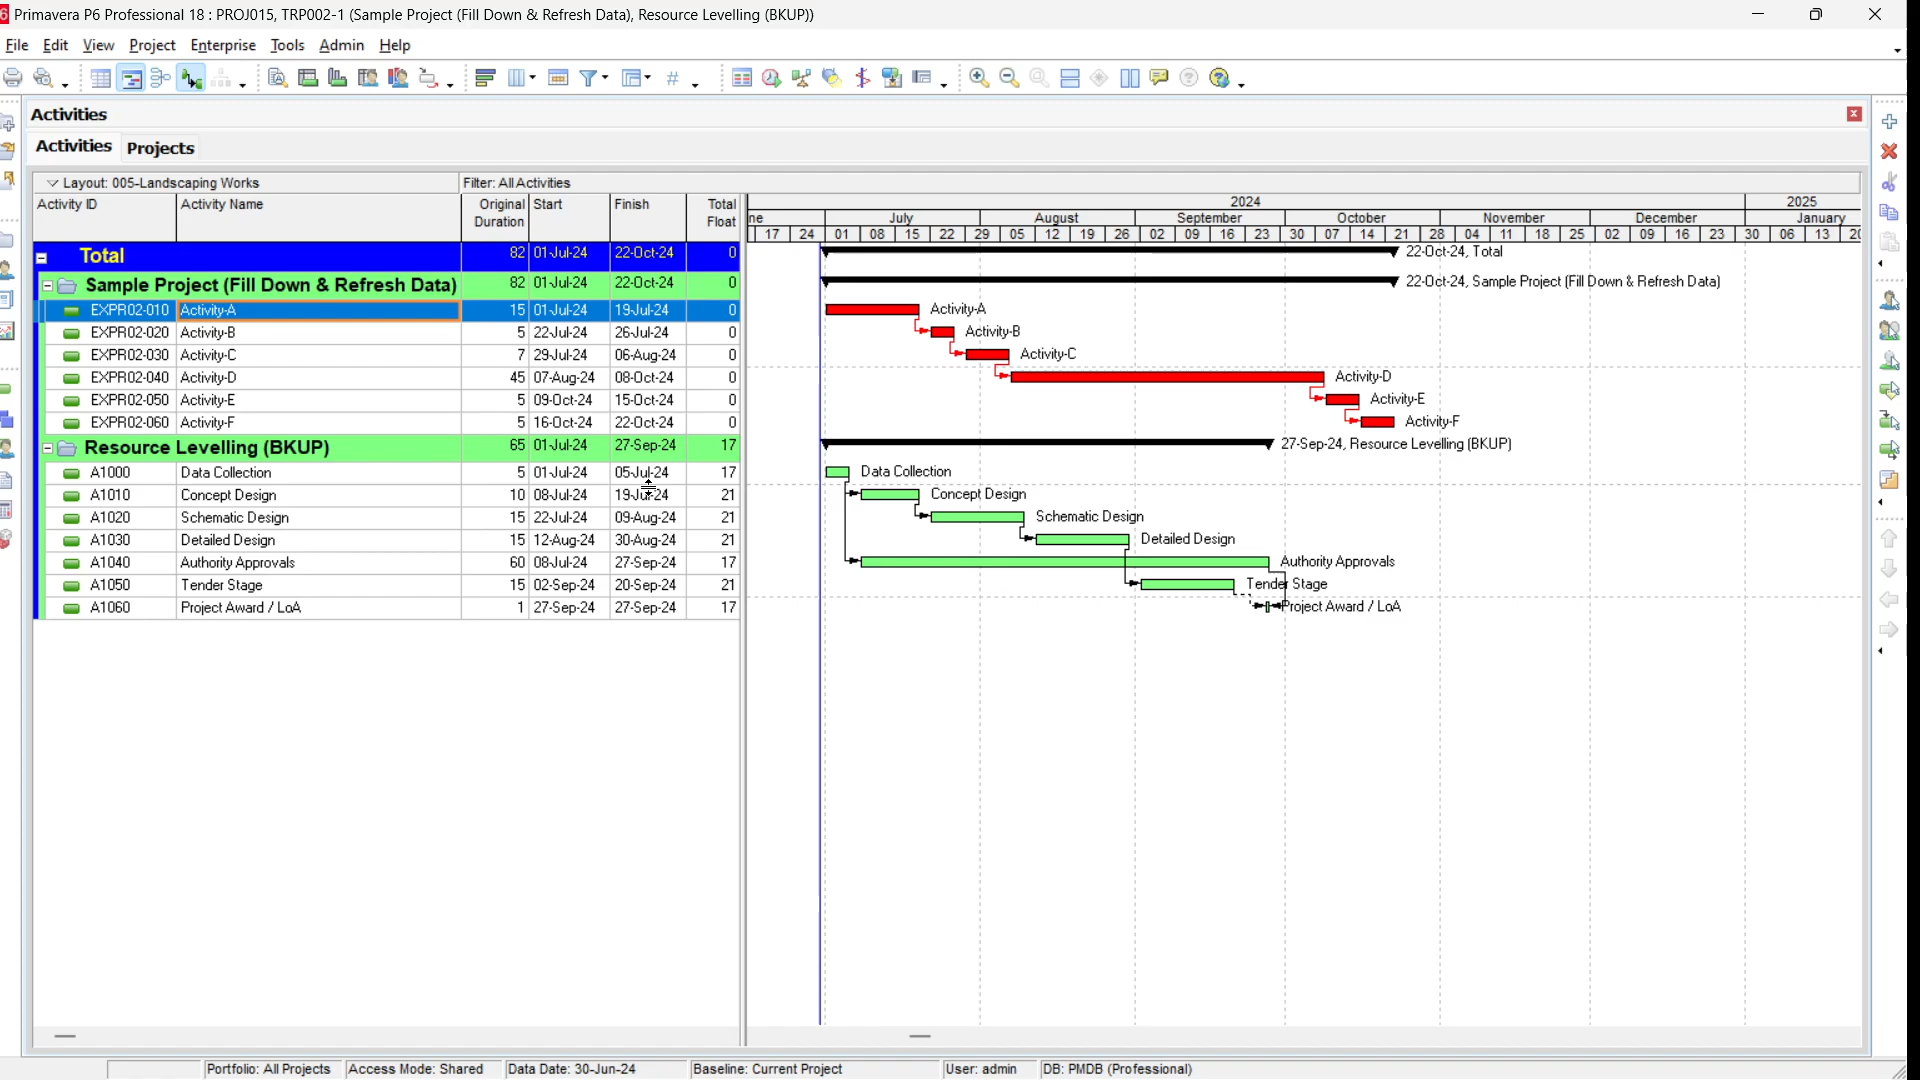 Primavera P6 Professional 18 : PROJ015, TRP002-1 (Sample Project (Fill Down & Refresh Data), Resource Levelling (BKUP))
File Edit View Project Enterprise Tools Admin Help
Activities
Activities Projects
Layout: 005-Landscaping Works Filter: All Activities
Activity ID Activity Name Original Duration Start Finish Total Float
2024 2025
ne July August September October November December January
17 24 01 08 15 22 29 05 12 19 26 02 09 16 23 30 07 14 21 28 04 11 18 25 02 09 16 23 30 06 13 20
Total 82 01-Jul-24 22-Oct-24 0 22-Oct-24, Total
Sample Project (Fill Down & Refresh Data) 82 01-Jul-24 22-Oct-24 0 22-Oct-24, Sample Project (Fill Down & Refresh Data)
EXPR02-010 Activity-A 15 01-Jul-24 19-Jul-24 0 Activity-A
EXPR02-020 Activity-B 5 22-Jul-24 26-Jul-24 0 Activity-B
EXPR02-030 Activity-C 7 29-Jul-24 06-Aug-24 0 Activity-C
EXPR02-040 Activity-D 45 07-Aug-24 08-Oct-24 0 Activity-D
EXPR02-050 Activity-E 5 09-Oct-24 15-Oct-24 0 Activity-E
EXPR02-060 Activity-F 5 16-Oct-24 22-Oct-24 0 Activity-F
Resource Levelling (BKUP) 65 01-Jul-24 27-Sep-24 17 27-Sep-24, Resource Levelling (BKUP)
A1000 Data Collection 5 01-Jul-24 05-Jul-24 17 Data Collection
A1010 Concept Design 10 08-Jul-24 19-Jul-24 21 Concept Design
A1020 Schematic Design 15 22-Jul-24 09-Aug-24 21 Schematic Design
A1030 Detailed Design 15 12-Aug-24 30-Aug-24 21 Detailed Design
A1040 Authority Approvals 60 08-Jul-24 27-Sep-24 17 Authority Approvals
A1050 Tender Stage 15 02-Sep-24 20-Sep-24 21 Tender Stage
A1060 Project Award / LoA 1 27-Sep-24 27-Sep-24 17 Project Award / LoA
Portfolio: All Projects Access Mode: Shared Data Date: 30-Jun-24 Baseline: Current Project User: admin DB: PMDB (Professional)